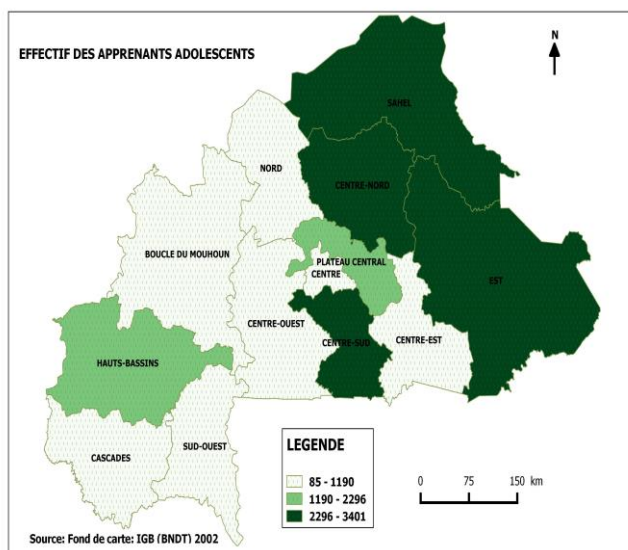 EFFECTIF DES APPRENANTS ADOLESCENTS
N
SAHEL
NORD
CENTRE-NORD
BOUCLE DU MOUHOUN
PLATEAU CENTRAL
CENTRE
EST
CENTRE-OUEST
CENTRE-SUD
CENTRE-EST
HAUTS-BASSINS
SUD-OUEST
CASCADES
LEGENDE
85 - 1190
1190 - 2296
2296 - 3401
0 75 150 km
Source: Fond de carte: IGB (BNDT) 2002